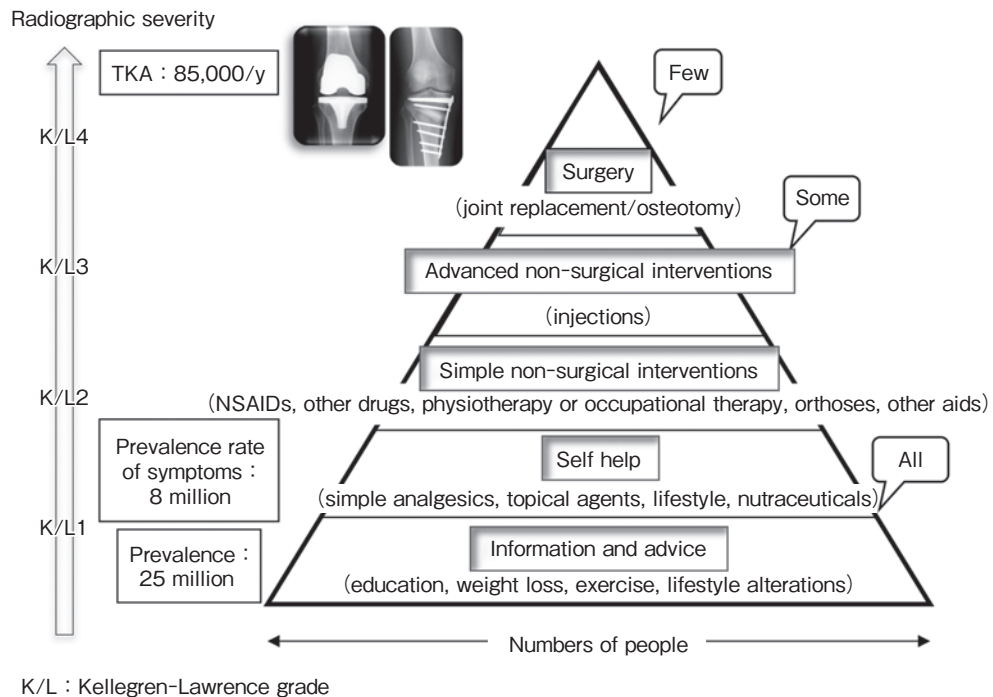 Radiographic severity
TKA：85,000/y
Few
K/L4
Surgery
(joint replacement/osteotomy)
Some
K/L3
Advanced non-surgical interventions
(injections)
Simple non-surgical interventions
K/L2
(NSAIDs, other drugs, physiotherapy or occupational therapy, orthoses, other aids)
Prevalence rate
of symptoms：
8 million
Self help
All
(simple analgesics, topical agents, lifestyle, nutraceuticals)
K/L1
Prevalence：
25 million
Information and advice
(education, weight loss, exercise, lifestyle alterations)
Numbers of people
K/L：Kellegren-Lawrence grade